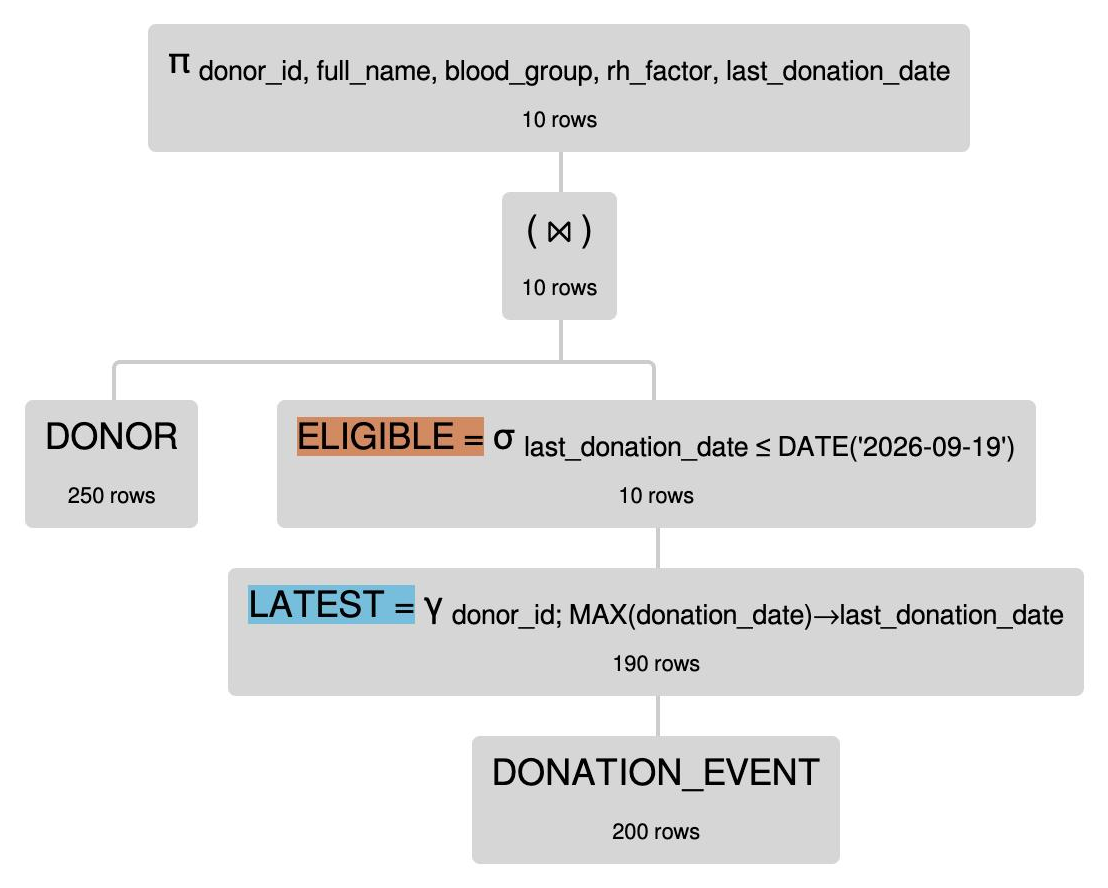 π donor_id, full_name, blood_group, rh_factor, last_donation_date
10 rows
( ⋈ )
10 rows
DONOR
250 rows
ELIGIBLE = σ last_donation_date ≤ DATE('2026-09-19')
10 rows
LATEST = γ donor_id; MAX(donation_date)→last_donation_date
190 rows
DONATION_EVENT
200 rows